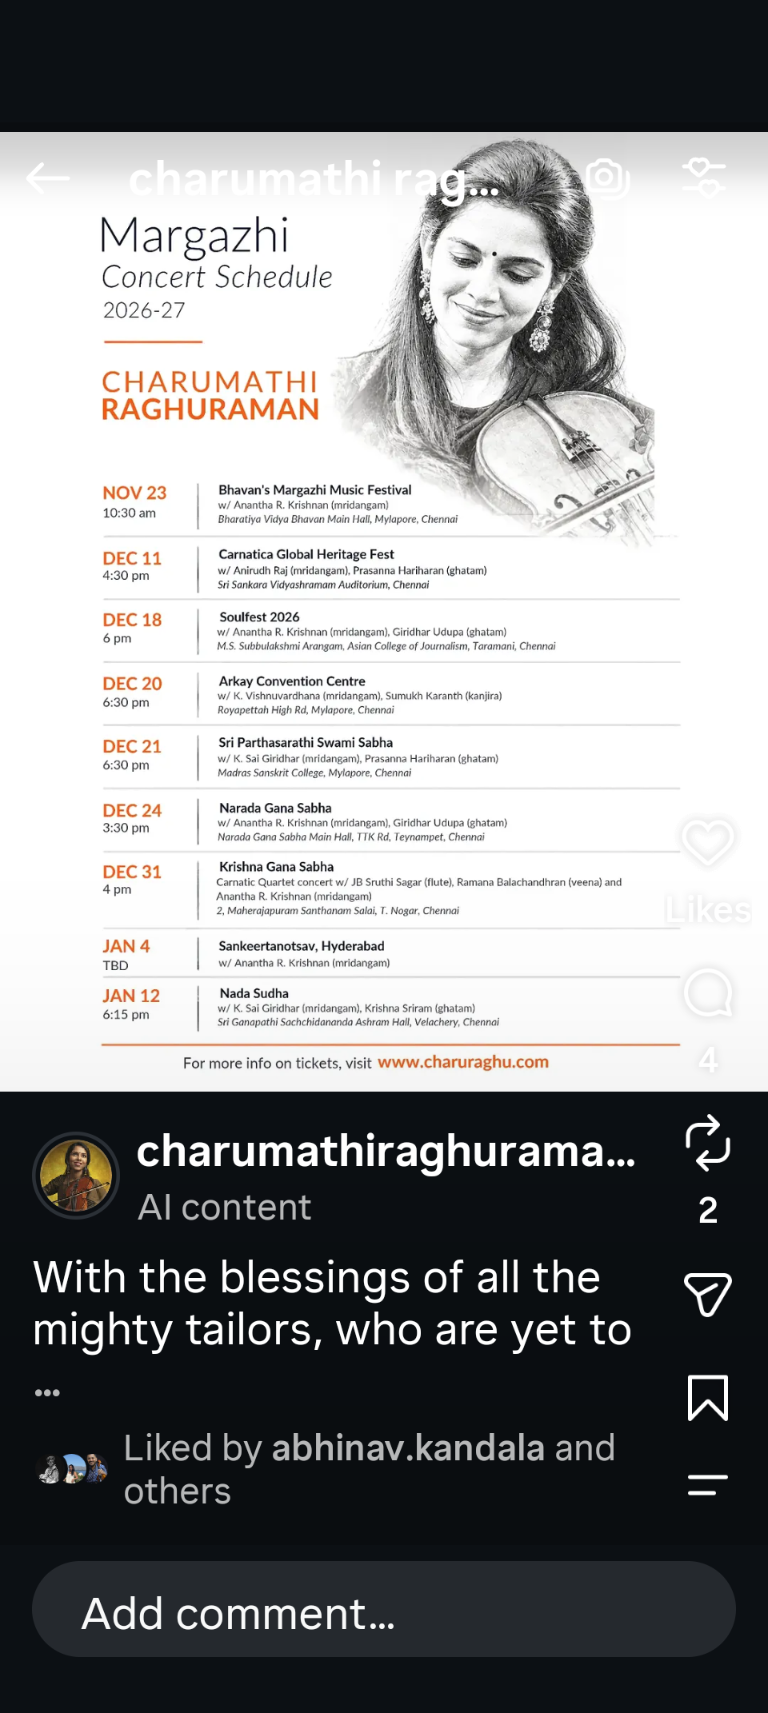 charumathi rag...
Margazhi
Concert Schedule
2026-27
CHARUMATHI
RAGHURAMAN
NOV 23
10:30 am
Bhavan's Margazhi Music Festival
w/ Anantha R. Krishnan (mridangam)
Bharatiya Vidya Bhavan Main Hall, Mylapore, Chennai
DEC 11
4:30 pm
Carnatica Global Heritage Fest
w/ Anirudh Raj (mridangam), Prasanna Hariharan (ghatam)
Sri Sankara Vidyashramam Auditorium, Chennai
DEC 18
6 pm
Soulfest 2026
w/ Anantha R. Krishnan (mridangam), Giridhar Udupa (ghatam)
M.S. Subbulakshmi Arangam, Asian College of Journalism, Taramani, Chennai
DEC 20
6:30 pm
Arkay Convention Centre
w/ K. Vishnuvardhana (mridangam), Sumukh Karanth (kanjira)
Royapettah High Rd, Mylapore, Chennai
DEC 21
6:30 pm
Sri Parthasarathi Swami Sabha
w/ K. Sai Giridhar (mridangam), Prasanna Hariharan (ghatam)
Madras Sanskrit College, Mylapore, Chennai
DEC 24
3:30 pm
Narada Gana Sabha
w/ Anantha R. Krishnan (mridangam), Giridhar Udupa (ghatam)
Narada Gana Sabha Main Hall, TTK Rd, Teynampet, Chennai
DEC 31
4 pm
Krishna Gana Sabha
Carnatic Quartet concert w/ JB Sruthi Sagar (flute), Ramana Balachandran (veena) and
Anantha R. Krishnan (mridangam)
2, Maherajapuram Santhanam Salai, T. Nogar, Chennai
Likes
JAN 4
TBD
Sankeertanotsav, Hyderabad
w/ Anantha R. Krishnan (mridangam)
JAN 12
6:15 pm
Nada Sudha
w/ K. Sai Giridhar (mridangam), Krishna Sriram (ghatam)
Sri Ganapathi Sachchidananda Ashram Hall, Velachery, Chennai
For more info on tickets, visit www.charuraghu.com
4
charumathiraghurama...
AI content
2
With the blessings of all the
mighty tailors, who are yet to
...
Liked by abhinav.kandala and
others
Add comment...